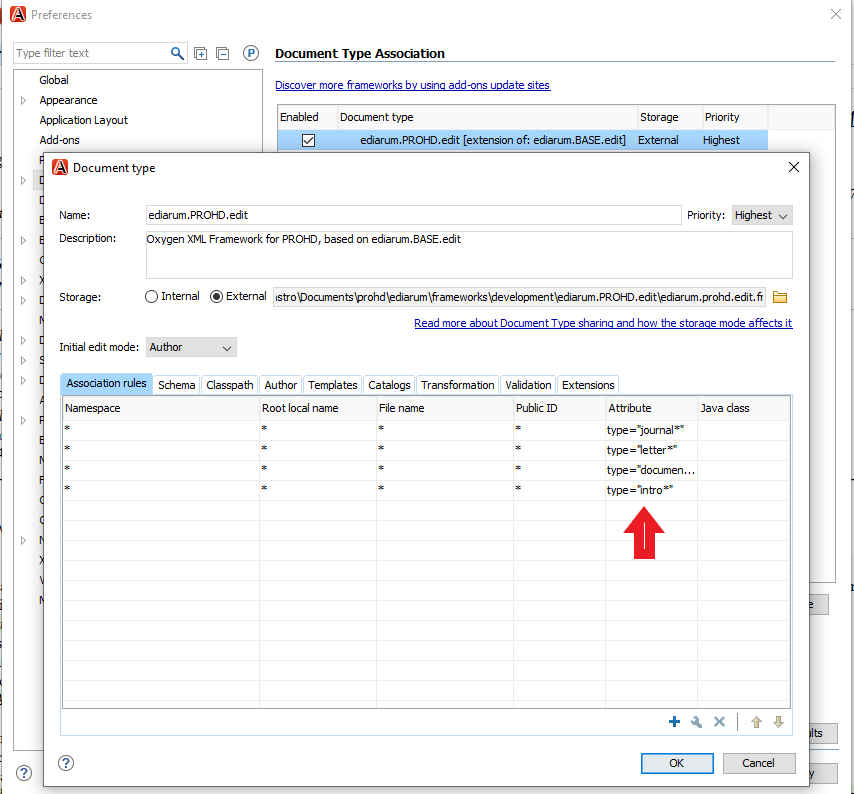 Preferences
Type filter text
P
Document Type Association
Global
Appearance
Application Layout
Add-ons
Discover more frameworks by using add-ons update sites
Enabled Document type Storage Priority
ediarum.PROHD.edit [extension of: ediarum.BASE.edit] External Highest
Document type
Name: ediarum.PROHD.edit Priority: Highest
Description: Oxygen XML Framework for PROHD, based on ediarum.BASE.edit
Storage: Internal External ıstro\Documents\prohd\ediarum\frameworks\development\ediarum.PROHD.edit\ediarum.prohd.edit.fr
Read more about Document Type sharing and how the storage mode affects it
Initial edit mode: Author
Association rules Schema Classpath Author Templates Catalogs Transformation Validation Extensions
Namespace Root local name File name Public ID Attribute Java class
* * * * type="journal*"
* * * * type="letter*"
* * * * type="documen...
* * * * type="intro*"
OK Cancel